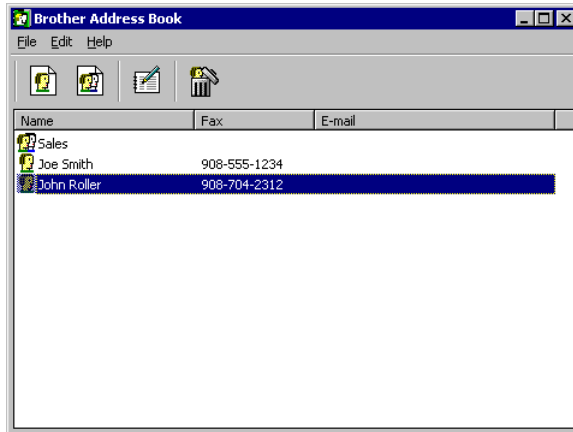 Brother Address Book
File Edit Help
Name Fax E-mail
Sales
Joe Smith 908-555-1234
John Roller 908-704-2312